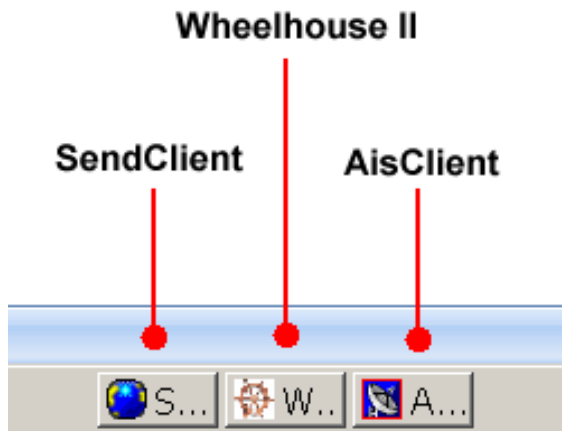 Wheelhouse II
SendClient
AisClient
S...
W..
A...